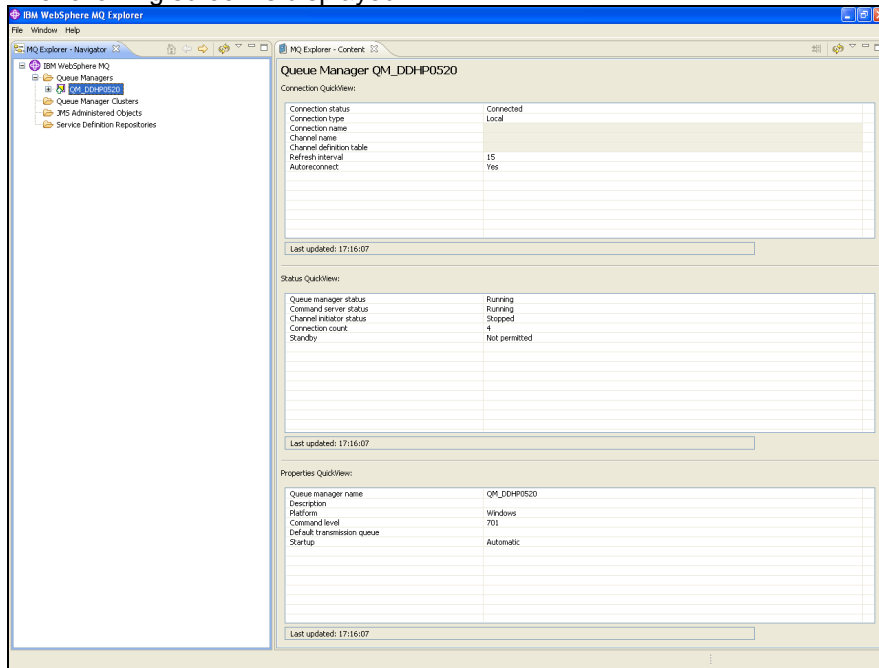 IBM WebSphere MQ Explorer
File Window Help
MQ Explorer - Navigator
IBM WebSphere MQ
Queue Managers
QM_DDHP0520
Queue Manager Clusters
JMS Administered Objects
Service Definition Repositories
MQ Explorer - Content
Queue Manager QM_DDHP0520
Connection QuickView:
Connection status Connected
Connection type Local
Connection name
Channel name
Channel definition table
Refresh interval 15
Autoreconnect Yes
Last updated: 17:16:07
Status QuickView:
Queue manager status Running
Command server status Running
Channel initiator status Stopped
Connection count 4
Standby Not permitted
Last updated: 17:16:07
Properties QuickView:
Queue manager name QM_DDHP0520
Description
Platform Windows
Command level 701
Default transmission queue
Startup Automatic
Last updated: 17:16:07